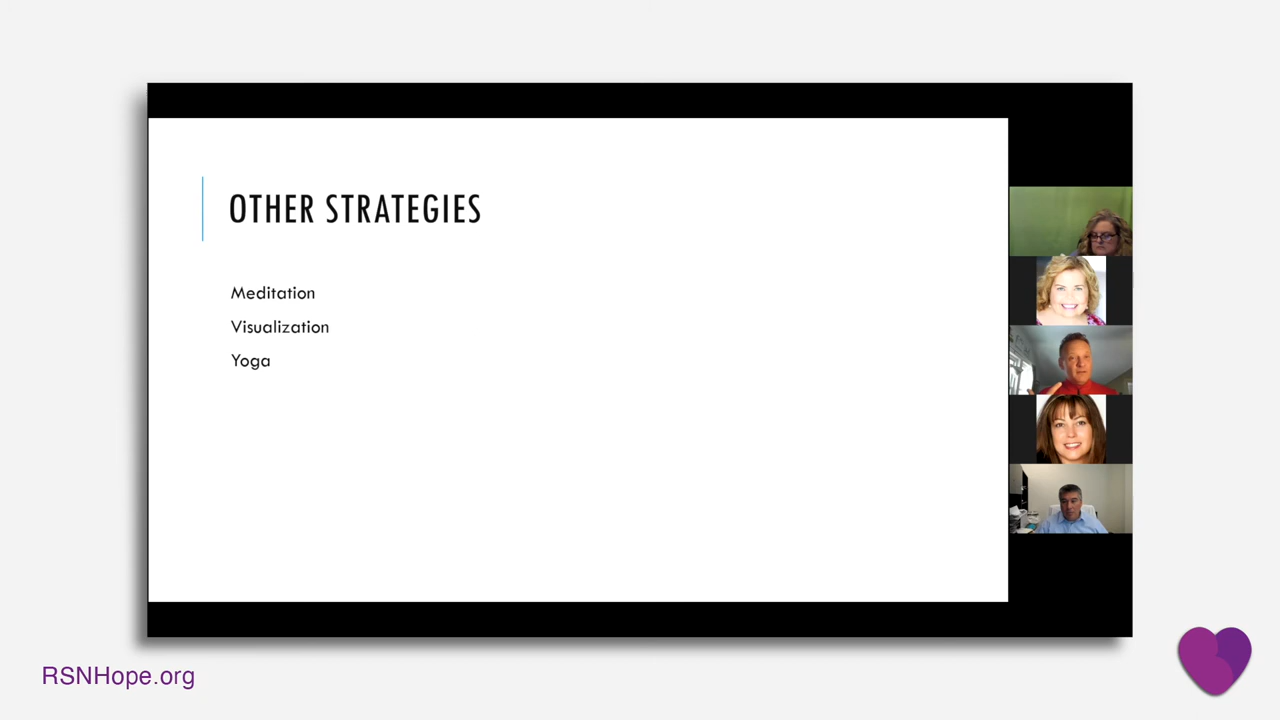 OTHER STRATEGIES
Meditation
Visualization
Yoga
RSNHope.org